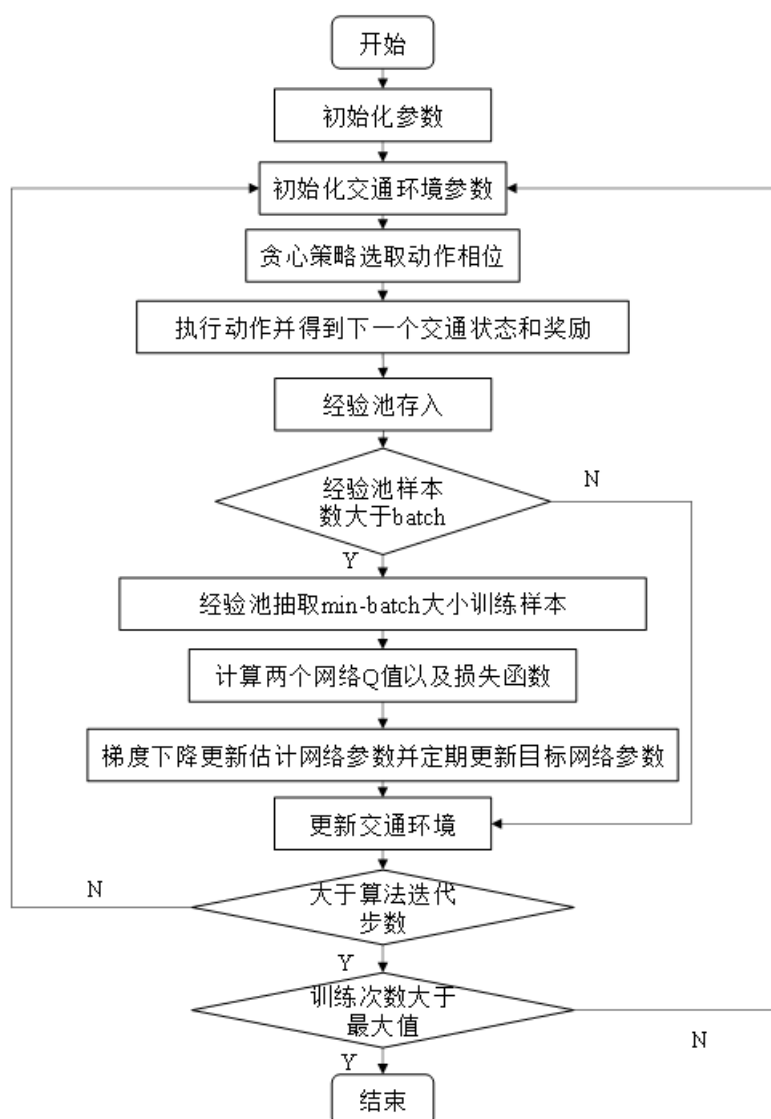 开始
初始化参数
初始化交通环境参数
贪心策略选取动作相位
执行动作并得到下一个交通状态和奖励
经验池存入
经验池样本
数大于batch
N
Y
经验池抽取min-batch大小训练样本
计算两个网络Q值以及损失函数
梯度下降更新估计网络参数并定期更新目标网络参数
更新交通环境
大于算法迭代
步数
N
Y
训练次数大于
最大值
N
Y
结束